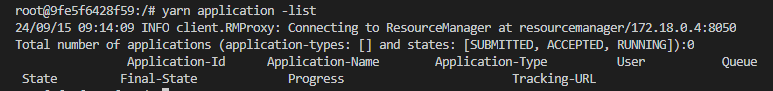 root@9fe5f6428f59:/# yarn application -list
24/09/15 09:14:09 INFO client.RMProxy: Connecting to ResourceManager at resourcemanager/172.18.0.4:8050
Total number of applications (application-types: [] and states: [SUBMITTED, ACCEPTED, RUNNING]):0
Application-Id Application-Name Application-Type User Queue
State Final-State Progress Tracking-URL